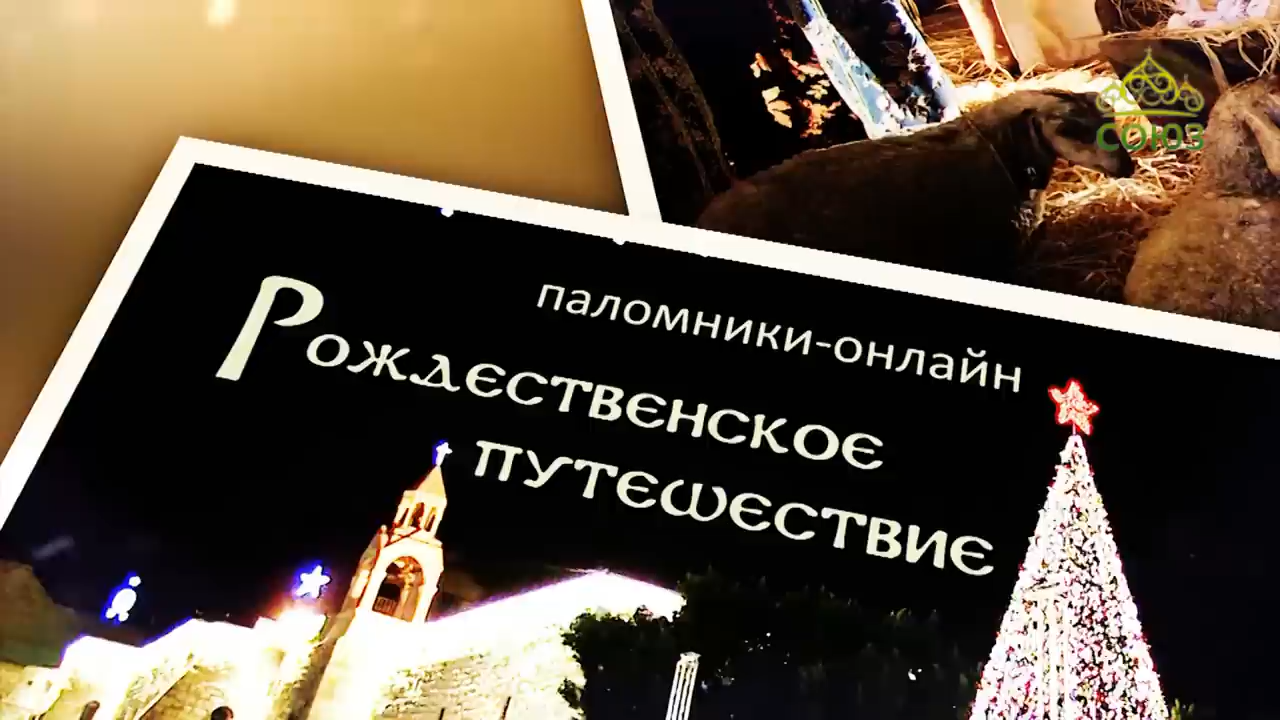 СОЮЗ
паломники-онлайн
Рождественское
путешествие